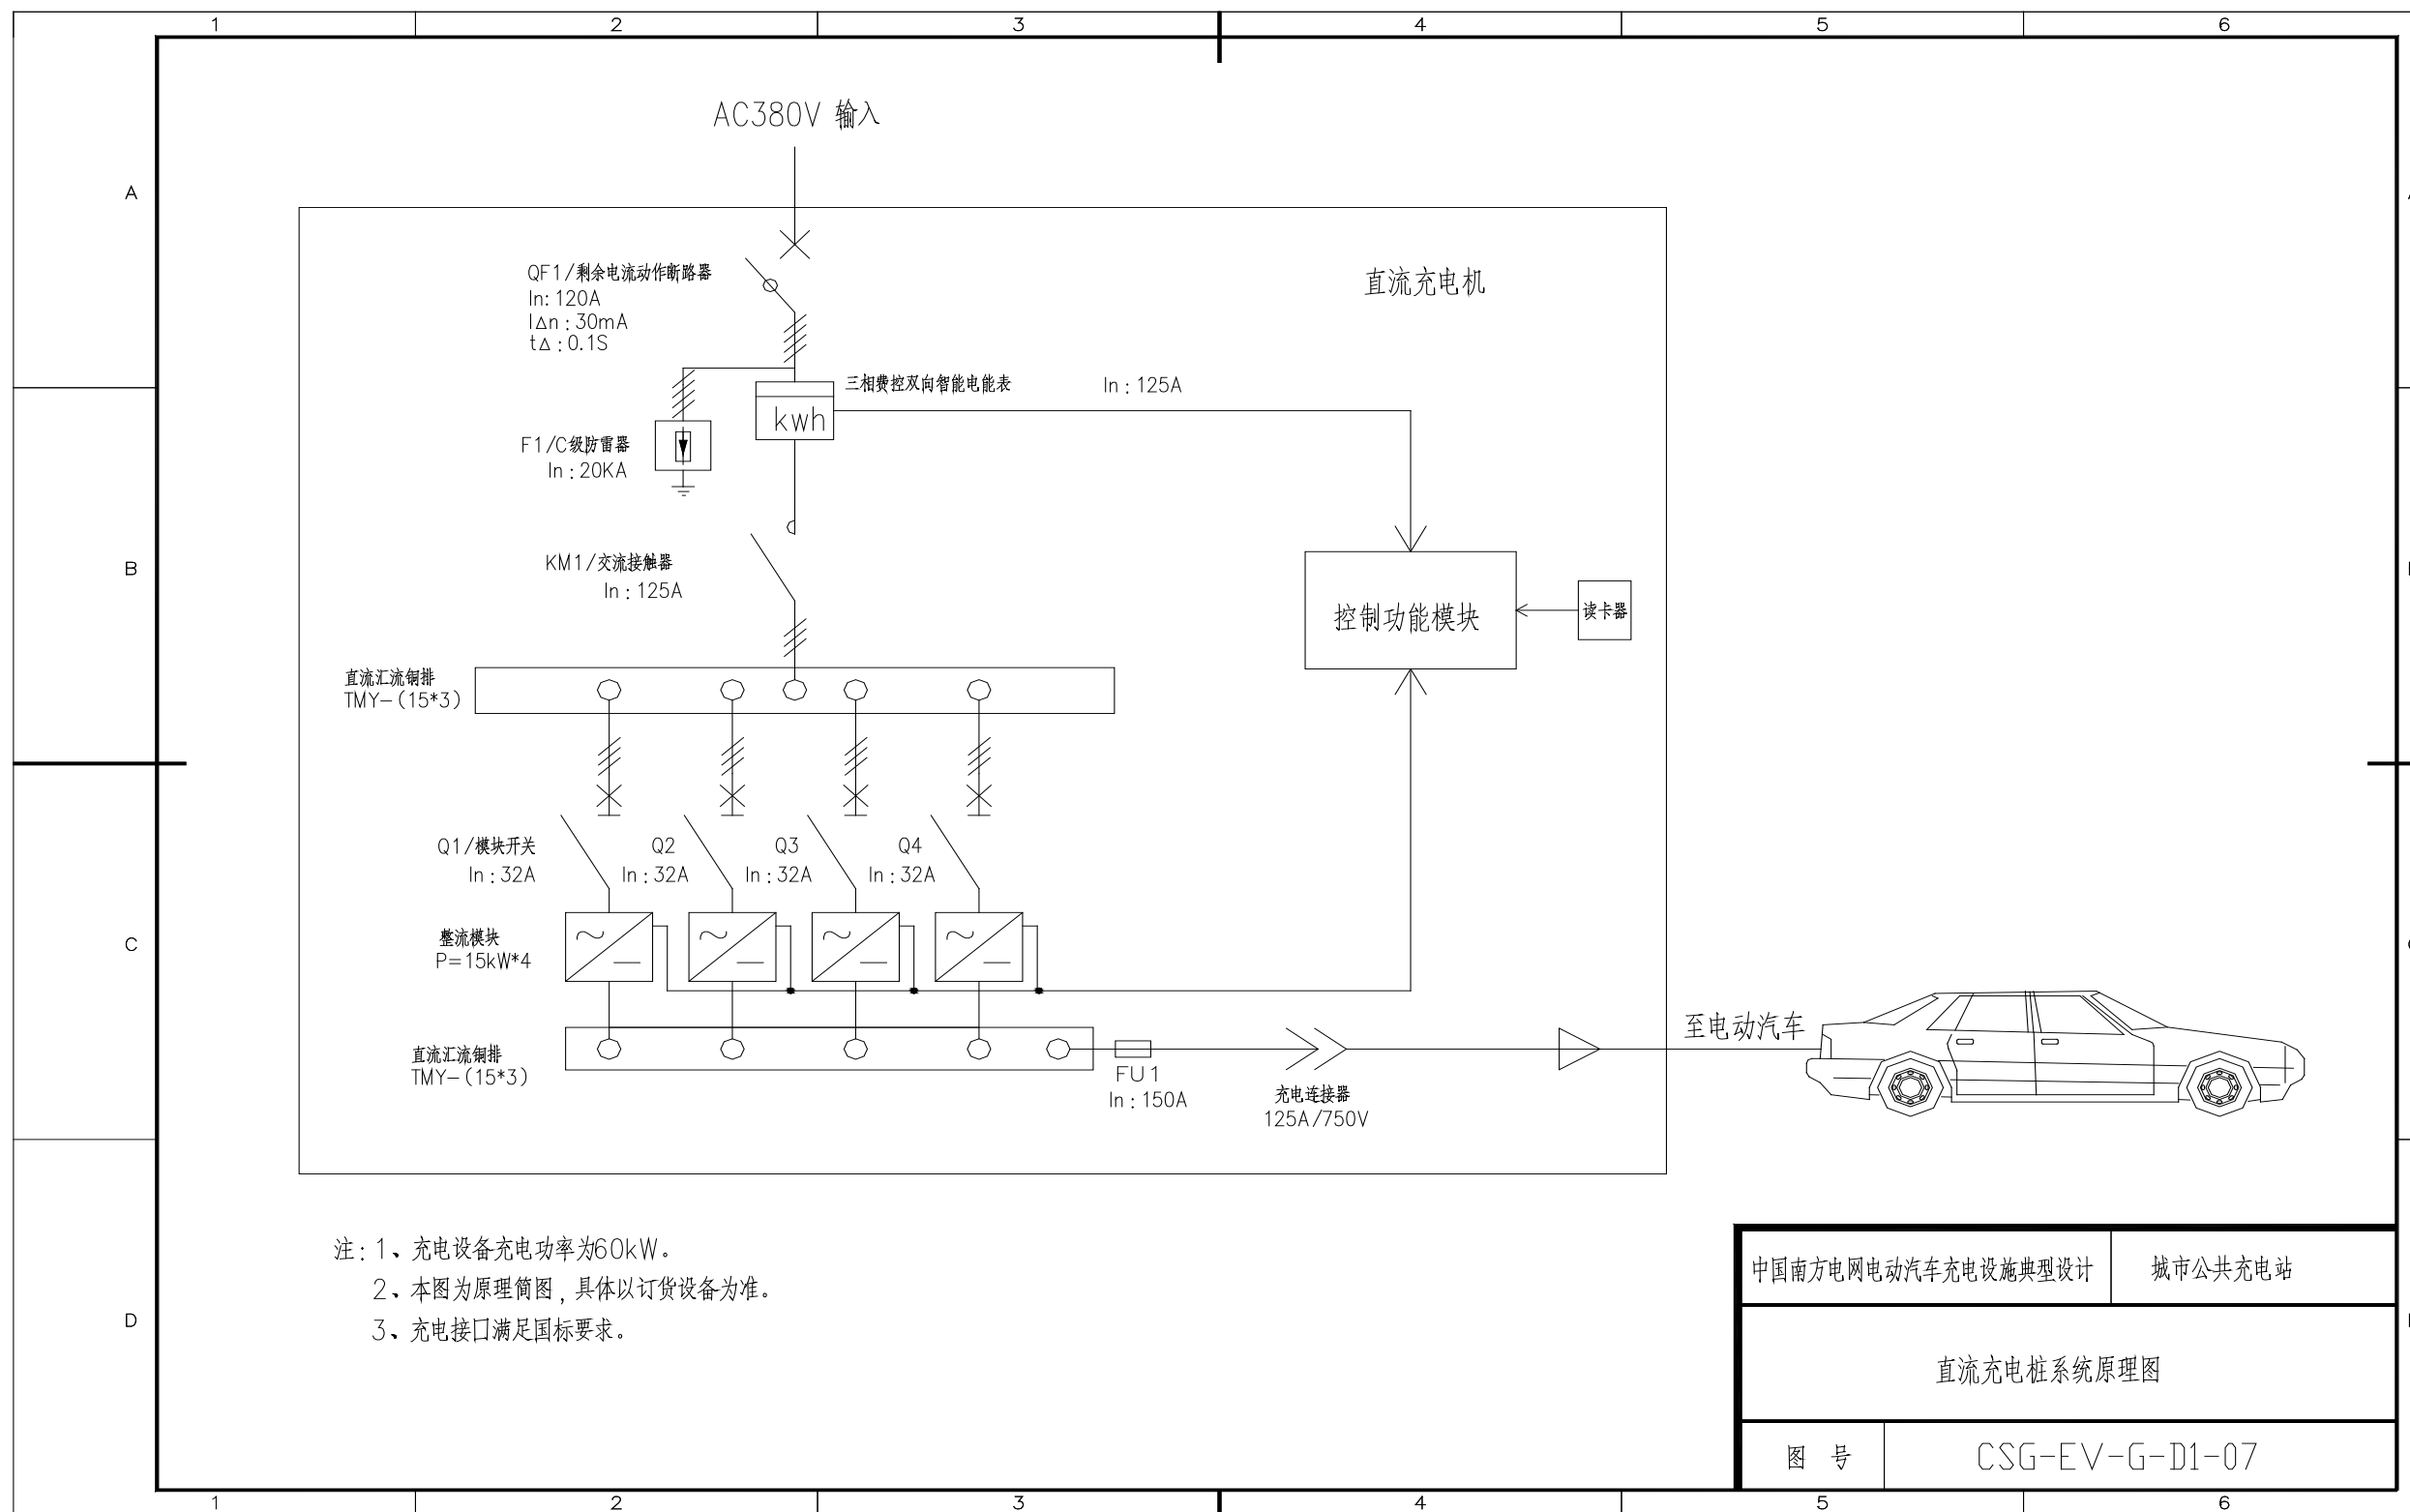 1 2 3 4 5 6
AC380V 输入
A
QF1/剩余电流动作断路器
In: 120A
I△n : 30mA
t△ : 0.1S
直流充电机
三相费控双向智能电能表
In : 125A
kwh
F1/C级防雷器
In : 20KA
B
KM1/交流接触器
In : 125A
控制功能模块
读卡器
直流汇流铜排
TMY-(15*3)
Q1/模块开关
In : 32A
Q2
In : 32A
Q3
In : 32A
Q4
In : 32A
C
整流模块
P=15kW*4
直流汇流铜排
TMY-(15*3)
FU1
In : 150A
充电连接器
125A/750V
至电动汽车
注: 1、充电设备充电功率为60kW。
2、本图为原理简图, 具体以订货设备为准。
3、充电接口满足国标要求。
D
中国南方电网电动汽车充电设施典型设计
城市公共充电站
直流充电桩系统原理图
图 号
CSG-EV-G-D1-07
1 2 3 4 5 6